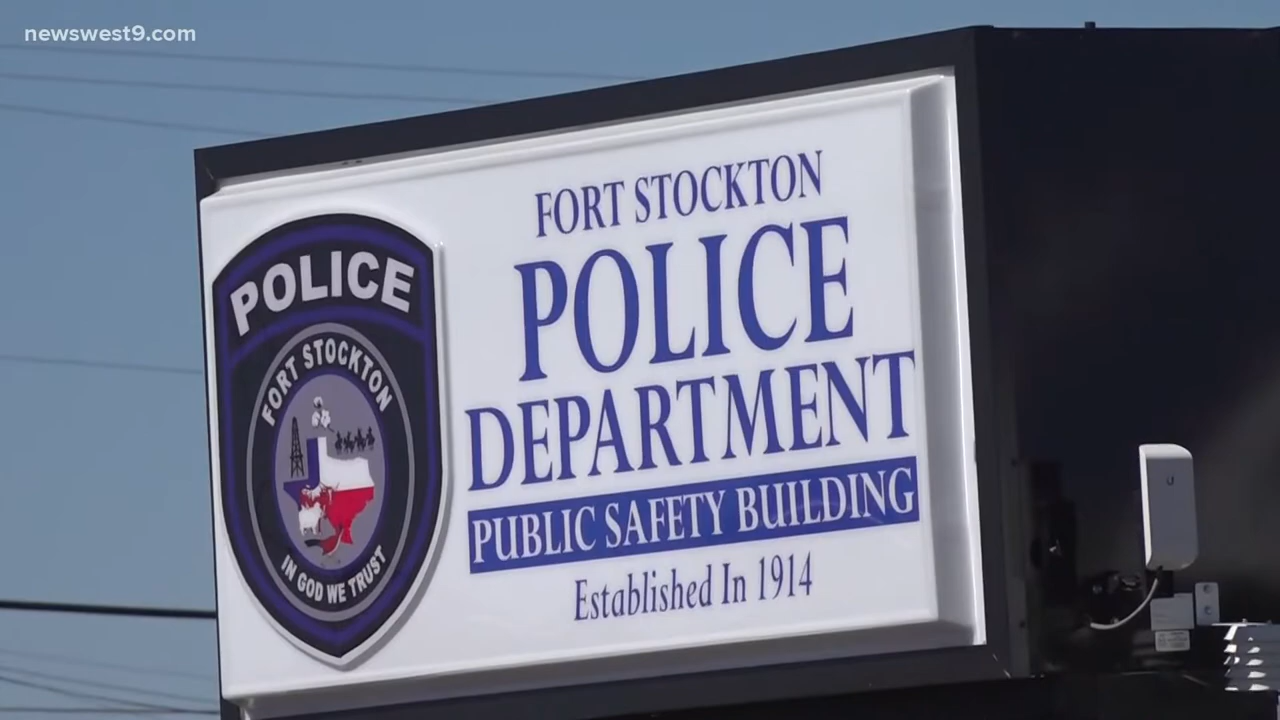 newswest9.com
POLICE
FORT STOCKTON
IN GOD WE TRUST
FORT STOCKTON
POLICE
DEPARTMENT
PUBLIC SAFETY BUILDING
Established In 1914